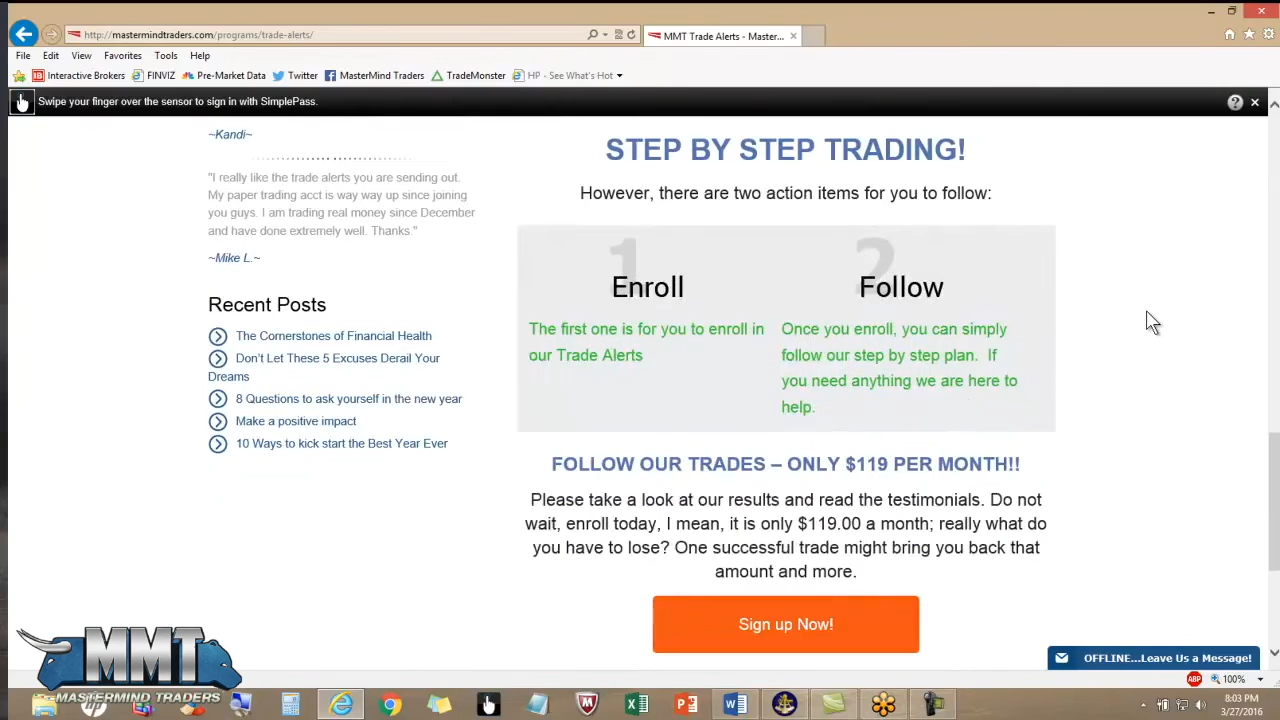 http://mastermindtraders.com/programs/trade-alerts/
MMT Trade Alerts - Master...
File Edit View Favorites Tools Help
Interactive Brokers FINVIZ Pre-Market Data Twitter MasterMind Traders TradeMonster HP - See What's Hot
Swipe your finger over the sensor to sign in with SimplePass.
~Kandi~
"I really like the trade alerts you are sending out.
My paper trading acct is way way up since joining
you guys. I am trading real money since December
and have done extremely well. Thanks."
~Mike L.~
Recent Posts
The Cornerstones of Financial Health
Don't Let These 5 Excuses Derail Your
Dreams
8 Questions to ask yourself in the new year
Make a positive impact
10 Ways to kick start the Best Year Ever
STEP BY STEP TRADING!
However, there are two action items for you to follow:
1
Enroll
The first one is for you to enroll in
our Trade Alerts
2
Follow
Once you enroll, you can simply
follow our step by step plan. If
you need anything we are here to
help.
FOLLOW OUR TRADES – ONLY $119 PER MONTH!!
Please take a look at our results and read the testimonials. Do not
wait, enroll today, I mean, it is only $119.00 a month; really what do
you have to lose? One successful trade might bring you back that
amount and more.
Sign up Now!
OFFLINE...Leave Us a Message!
MMT
MASTERMIND TRADERS
ABP
100%
8:03 PM
3/27/2016